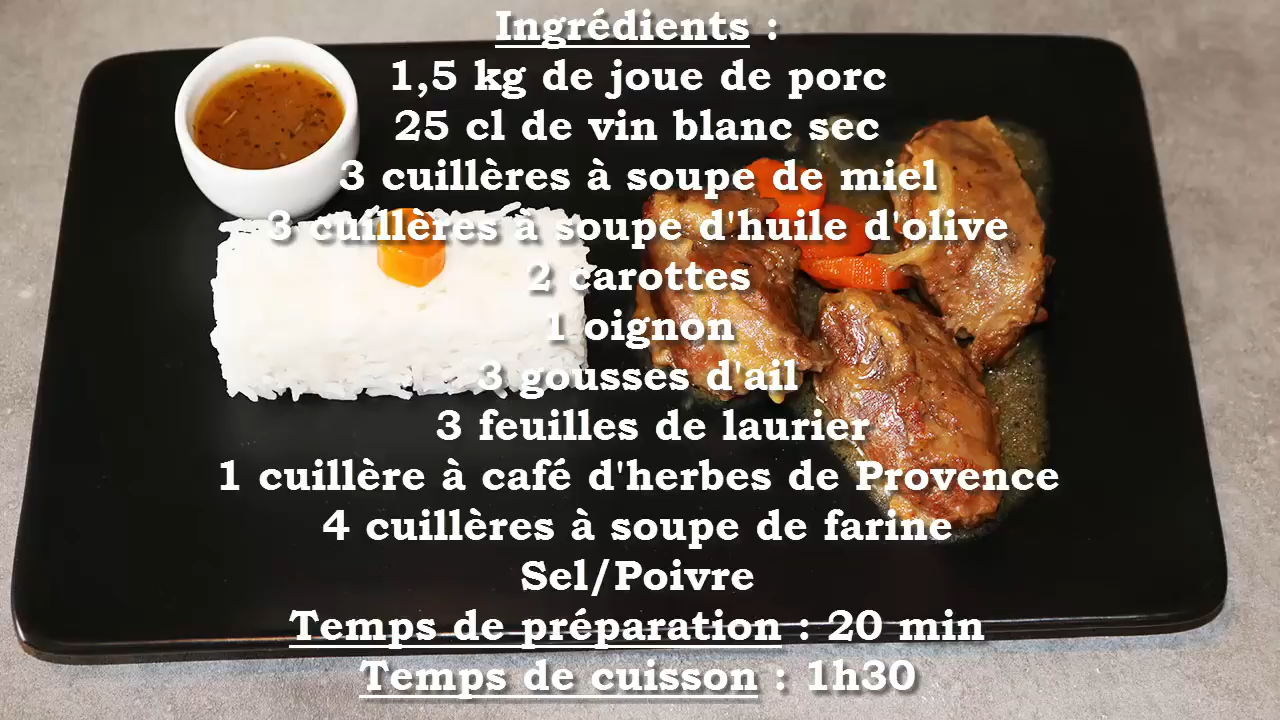 Ingrédients :
1,5 kg de joue de porc
25 cl de vin blanc sec
3 cuillères à soupe de miel
3 cuillères à soupe d'huile d'olive
2 carottes
1 oignon
3 gousses d'ail
3 feuilles de laurier
1 cuillère à café d'herbes de Provence
4 cuillères à soupe de farine
Sel/Poivre
Temps de préparation : 20 min
Temps de cuisson : 1h30